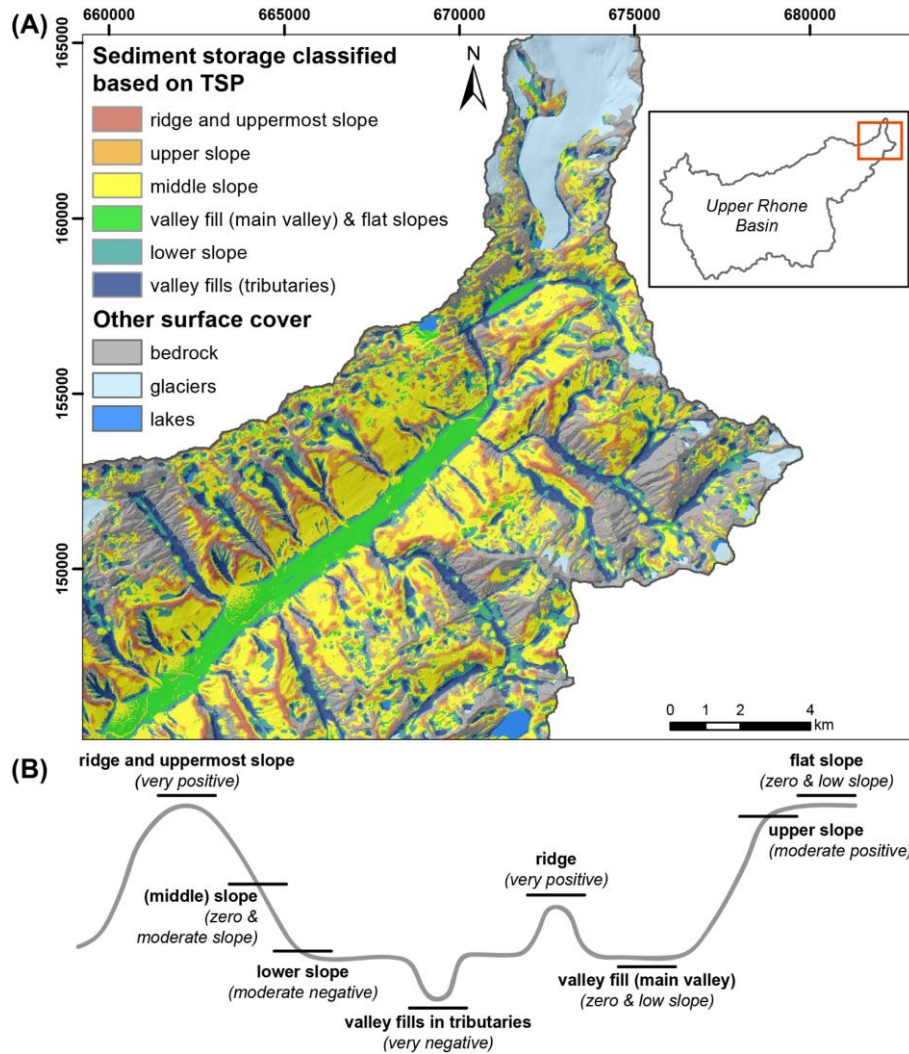 (A)
660000 665000 670000 675000 680000
165000
160000
155000
150000
Sediment storage classified
based on TSP
ridge and uppermost slope
upper slope
middle slope
valley fill (main valley) & flat slopes
lower slope
valley fills (tributaries)
Other surface cover
bedrock
glaciers
lakes
N
Upper Rhone
Basin
0 1 2 4
km
(B)
ridge and uppermost slope
(very positive)
flat slope
(zero & low slope)
upper slope
(moderate positive)
ridge
(very positive)
(middle) slope
(zero &
moderate slope)
lower slope
(moderate negative)
valley fills in tributaries
(very negative)
valley fill (main valley)
(zero & low slope)